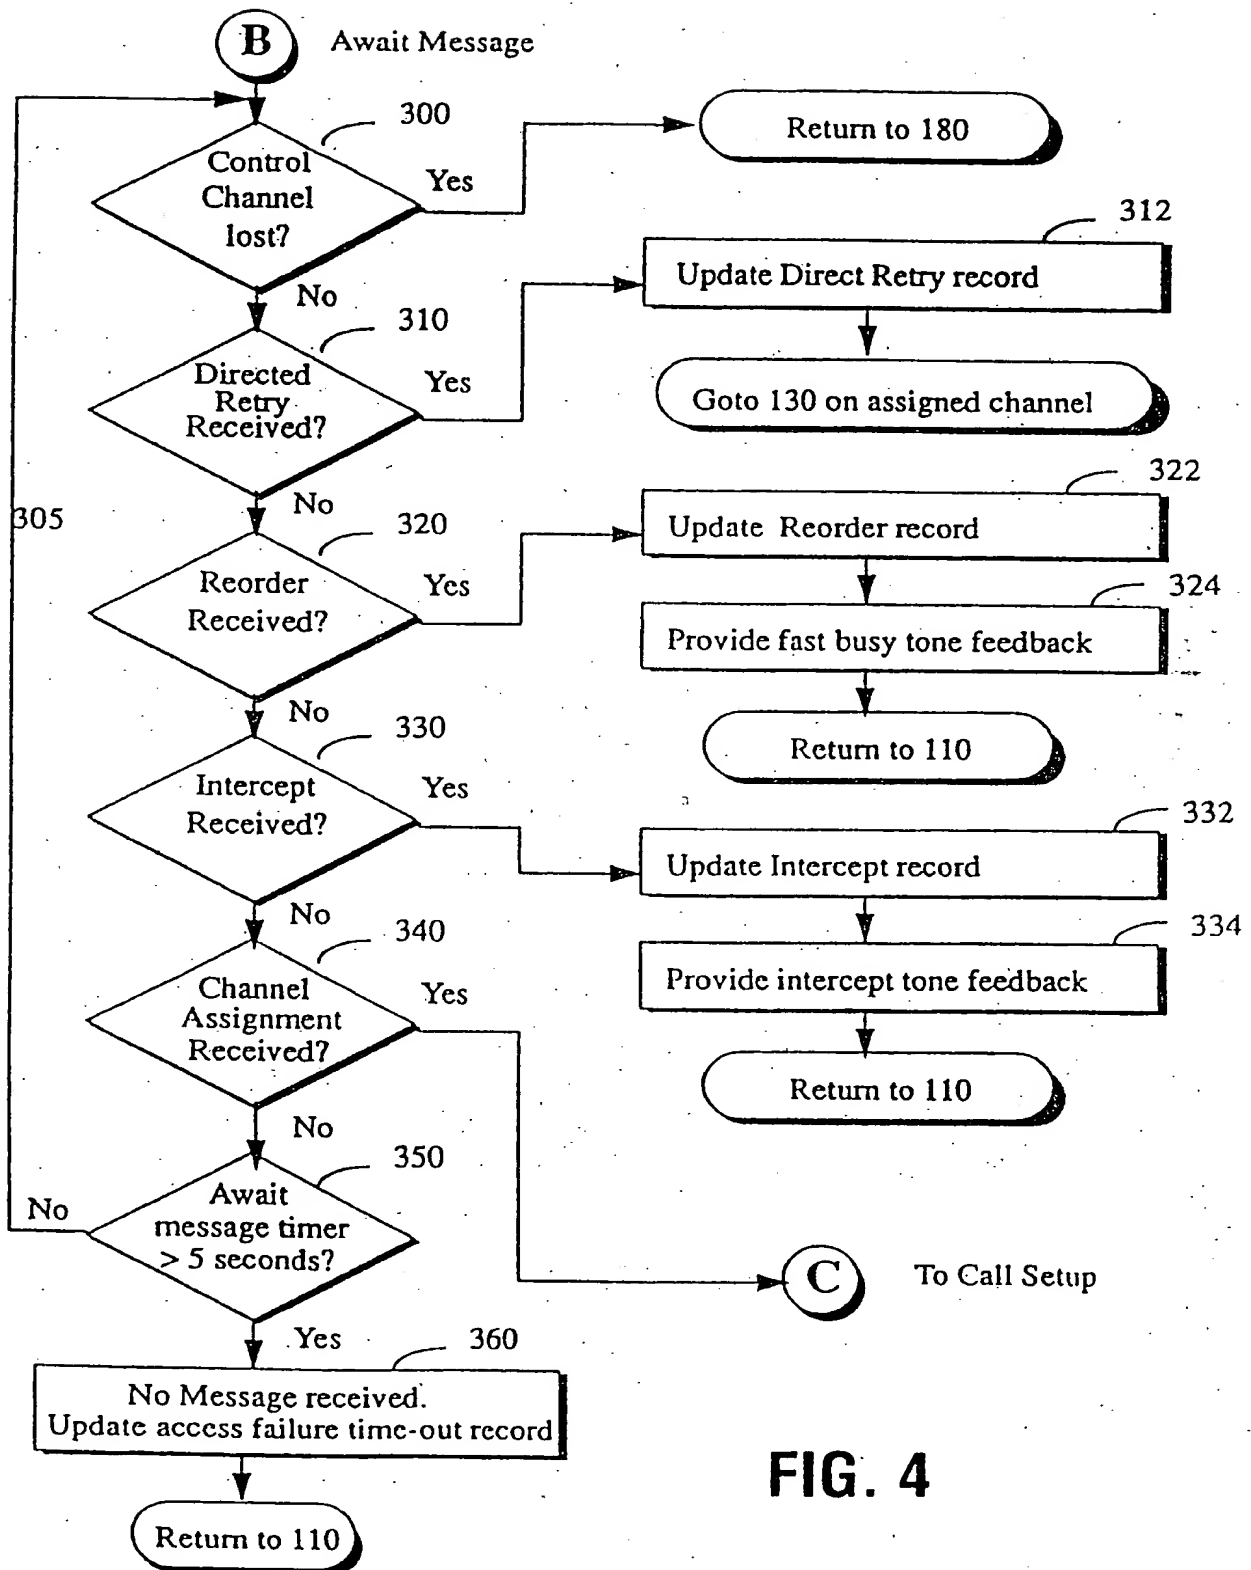 B
Await Message
300
Control
Channel
lost?
Yes
Return to 180
No
310
312
Update Direct Retry record
Directed
Retry
Received?
Yes
Goto 130 on assigned channel
No
305
320
322
Update Reorder record
Reorder
Received?
Yes
324
Provide fast busy tone feedback
No
330
Return to 110
Intercept
Received?
Yes
332
Update Intercept record
No
340
334
Channel
Assignment
Received?
Yes
Provide intercept tone feedback
Return to 110
No
350
Await
message timer
> 5 seconds?
No
C
To Call Setup
Yes
360
No Message received.
Update access failure time-out record
FIG. 4
Return to 110